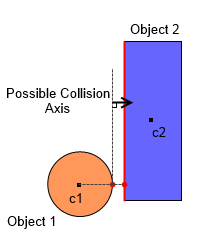 Object 2
Possible Collision
Axis
c2
c1
Object 1